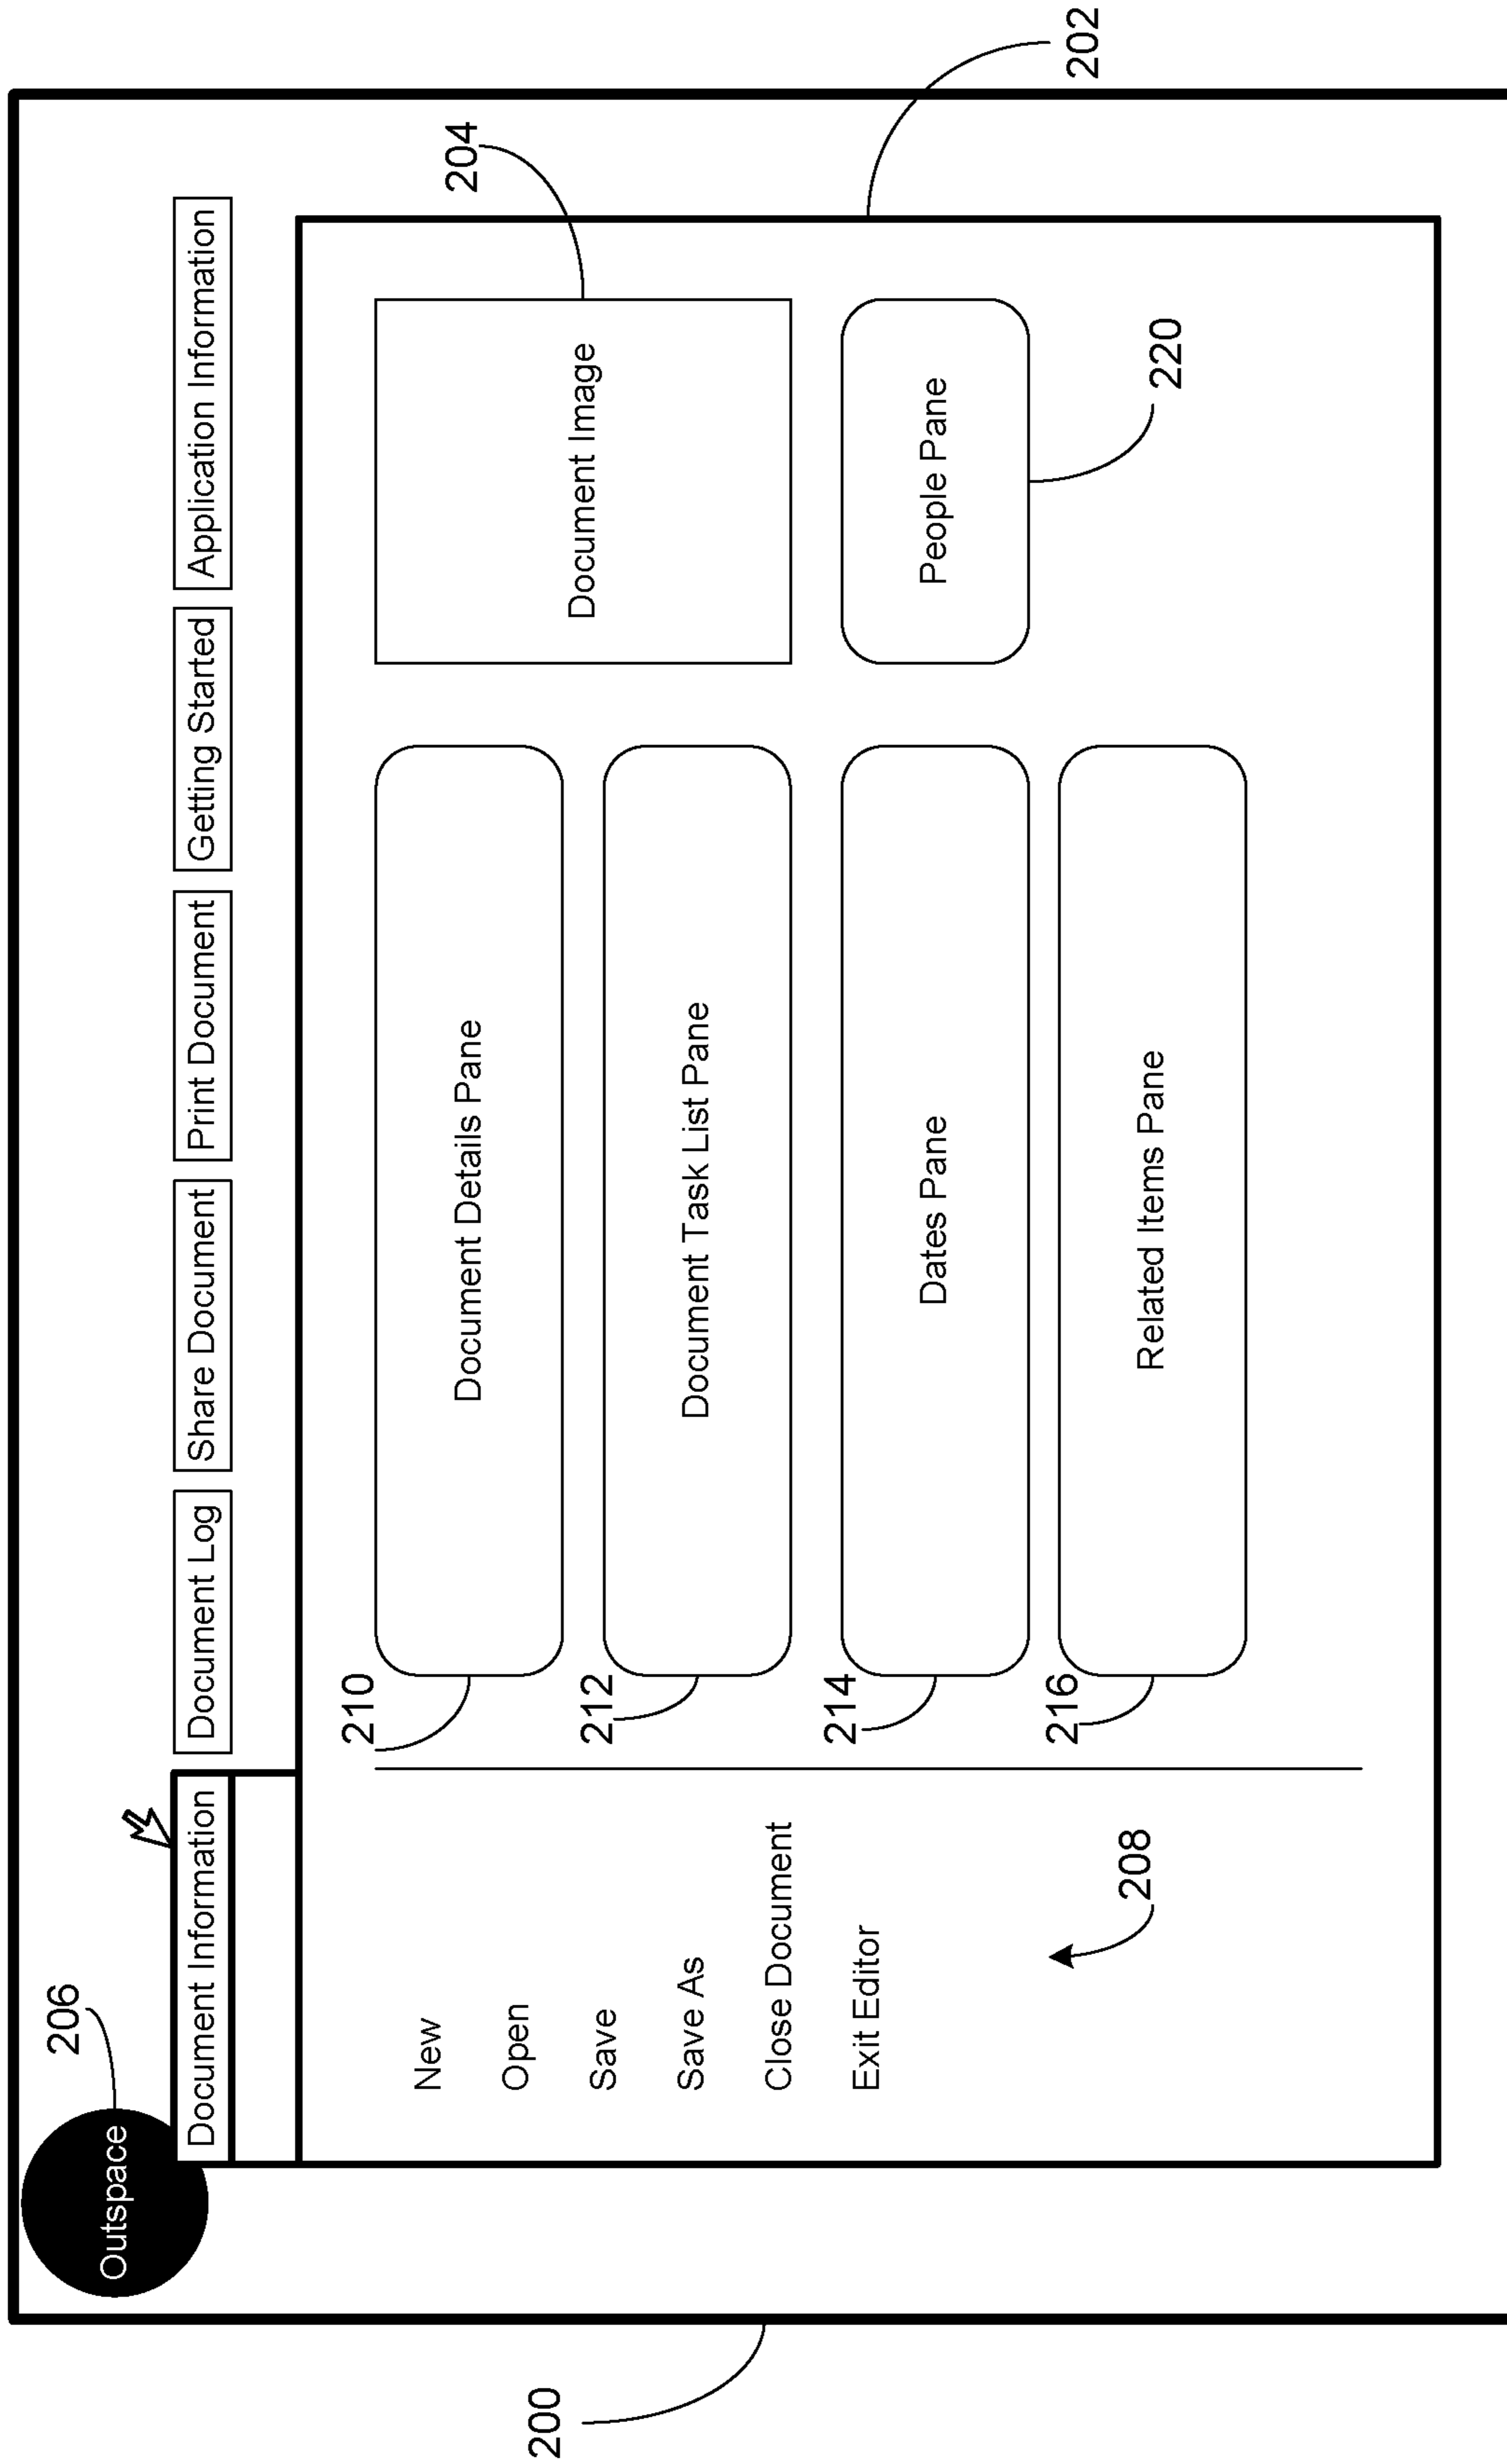 206
Outspace
Document Information
Document Log
Share Document
Print Document
Getting Started
Application Information
204
202
200
New
Open
Save
Save As
Close Document
Exit Editor
208
210
Document Details Pane
212
Document Task List Pane
214
Dates Pane
216
Related Items Pane
Document Image
People Pane
220